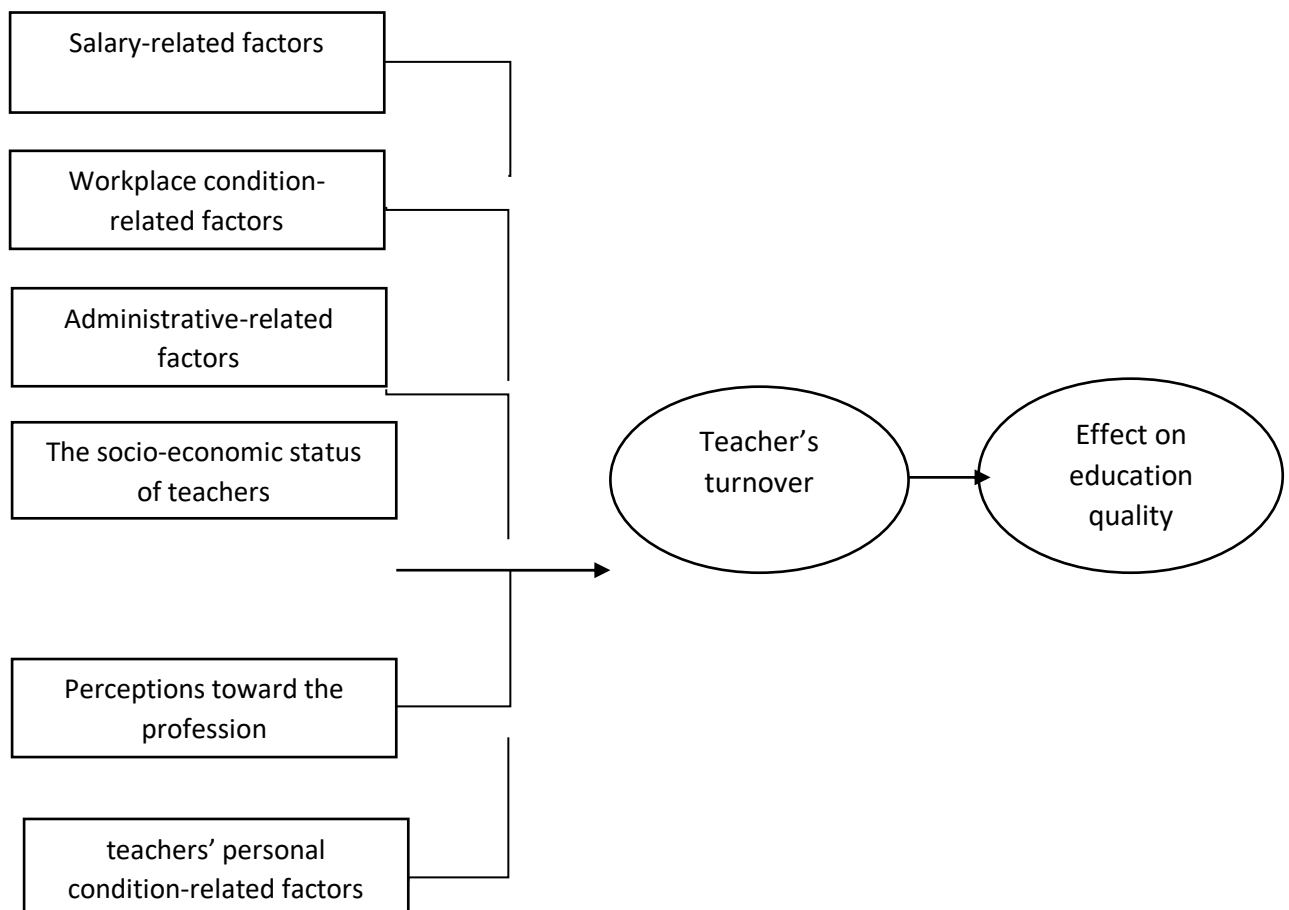 Salary-related factors
Workplace condition-
related factors
Administrative-related
factors
The socio-economic status
of teachers
Teacher’s
turnover
Effect on
education
quality
Perceptions toward the
profession
teachers’ personal
condition-related factors